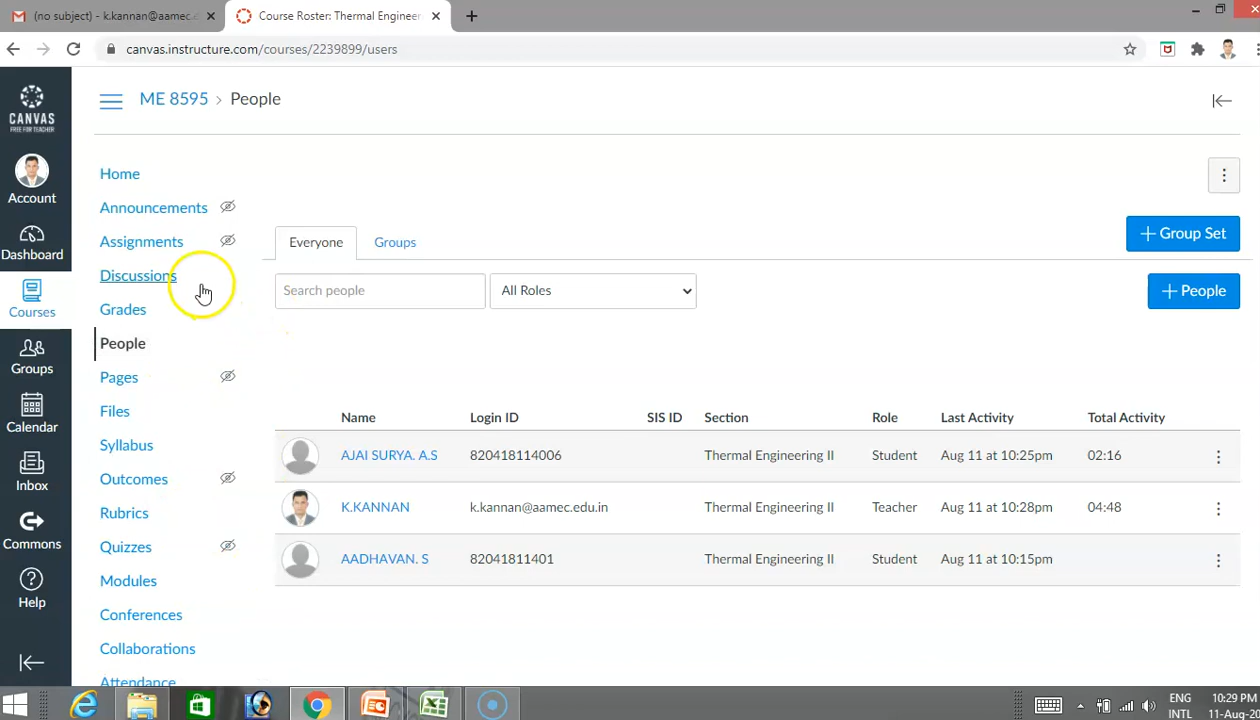 (no subject) - k.kannan@aamec.e
Course Roster: Thermal Engineer
canvas.instructure.com/courses/2239899/users
CANVAS
FREE FOR TEACHER
Account
Dashboard
Courses
Groups
Calendar
Inbox
Commons
Help
ME 8595 › People
Home
Announcements
Assignments
Discussions
Grades
People
Pages
Files
Syllabus
Outcomes
Rubrics
Quizzes
Modules
Conferences
Collaborations
Attendance
Everyone
Groups
+ Group Set
Search people
All Roles
+ People
Name Login ID SIS ID Section Role Last Activity Total Activity
AJAI SURYA. A.S 820418114006 Thermal Engineering II Student Aug 11 at 10:25pm 02:16
K.KANNAN k.kannan@aamec.edu.in Thermal Engineering II Teacher Aug 11 at 10:28pm 04:48
AADHAVAN. S 82041811401 Thermal Engineering II Student Aug 11 at 10:15pm
ENG
INTL
10:29 PM
11-Aug-20